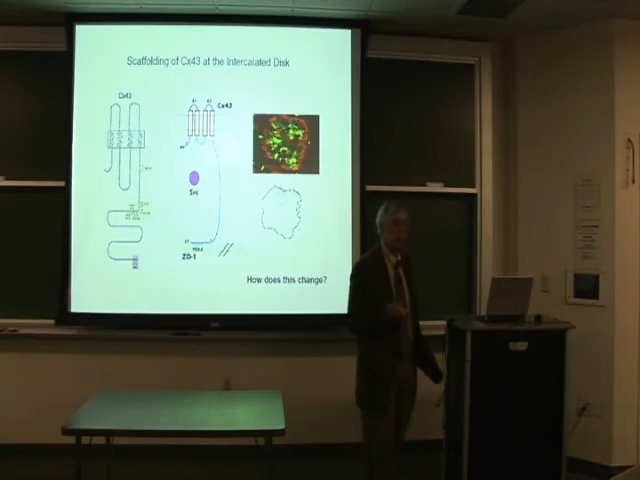 Scaffolding of Cx43 at the Intercalated Disk
Cx43
Cx43
Src
ZO-1
How does this change?